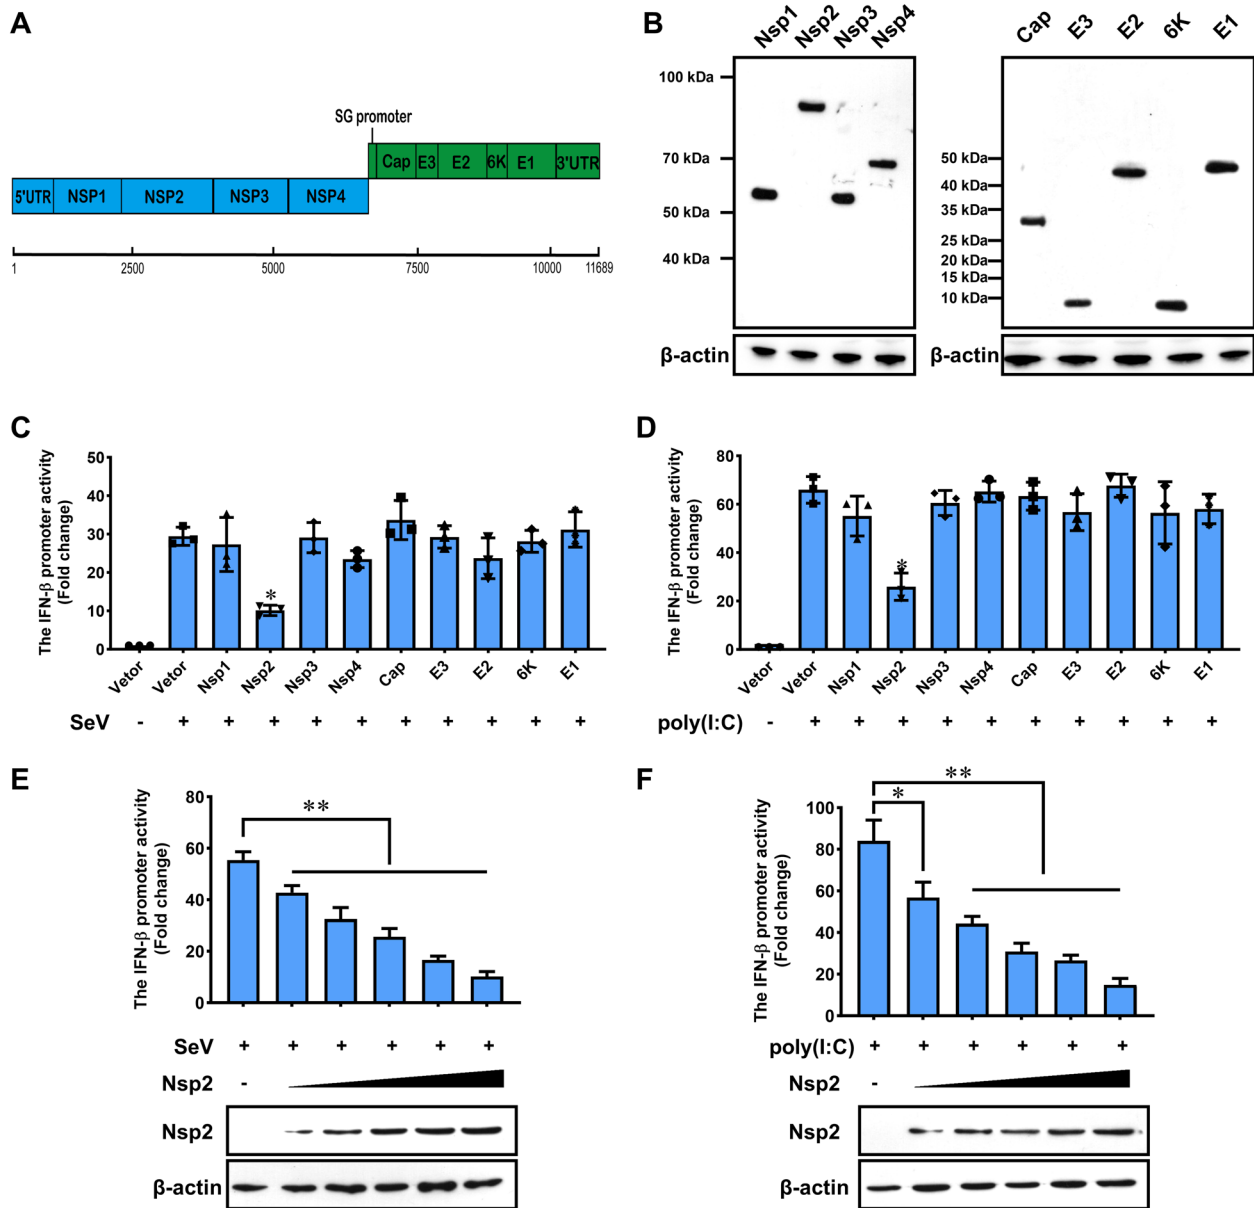 A
SG promoter
Cap E3 E2 6K E1 3'UTR
5'UTR NSP1 NSP2 NSP3 NSP4
1 2500 5000 7500 10000 11689
B
Nsp1 Nsp2 Nsp3 Nsp4
100 kDa
70 kDa
50 kDa
40 kDa
β-actin
Cap E3 E2 6K E1
50 kDa
40 kDa
35 kDa
25 kDa
20 kDa
15 kDa
10 kDa
β-actin
C
The IFN-β promoter activity
(Fold change)
50
40
30
20
10
0
*
Vetor Vetor Nsp1 Nsp2 Nsp3 Nsp4 Cap E3 E2 6K E1
SeV - + + + + + + + + + +
D
The IFN-β promoter activity
(Fold change)
80
60
40
20
0
*
Vetor Vetor Nsp1 Nsp2 Nsp3 Nsp4 Cap E3 E2 6K E1
poly(I:C) - + + + + + + + + + +
E
The IFN-β promoter activity
(Fold change)
80
60
40
20
0
**
SeV + + + + + +
Nsp2 -
Nsp2
β-actin
F
The IFN-β promoter activity
(Fold change)
100
80
60
40
20
0
**
*
poly(I:C) + + + + + +
Nsp2 -
Nsp2
β-actin